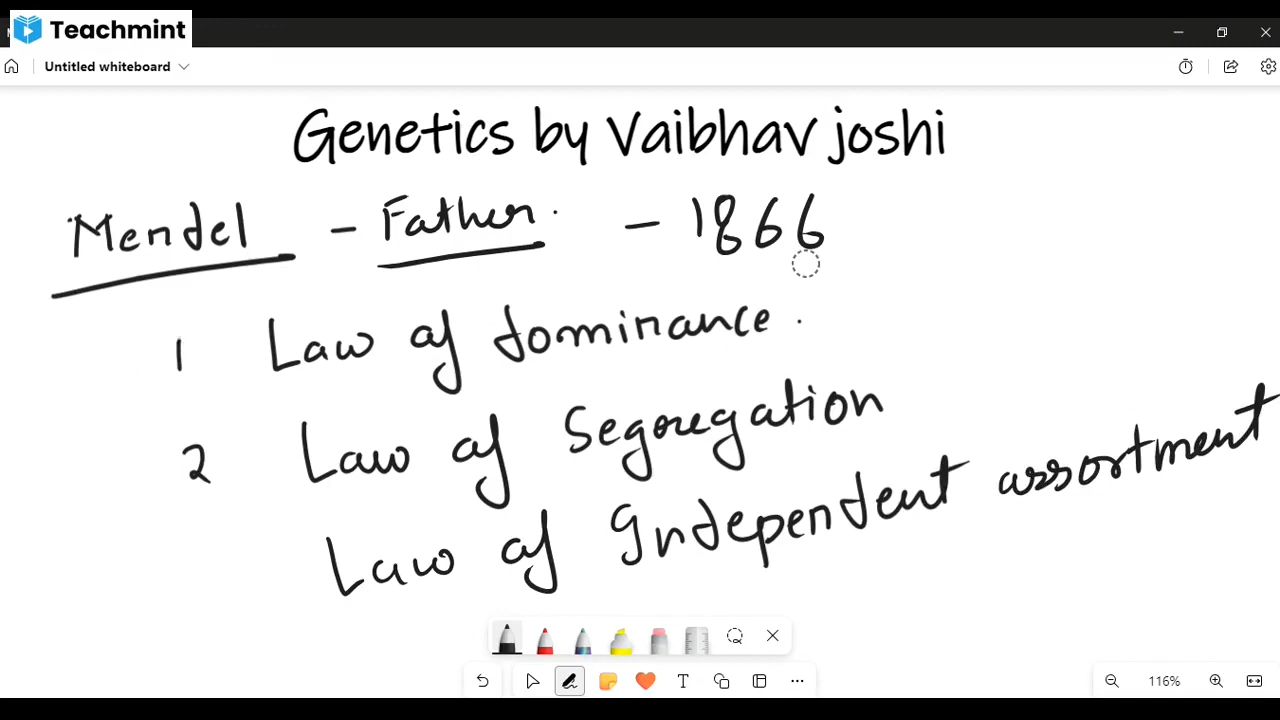 Teachmint
Untitled whiteboard
Genetics by Vaibhav joshi
Mendel - Father. - 1866
1 Law of dominance.
2 Law of Segregation
Law of Independent assortment
116%